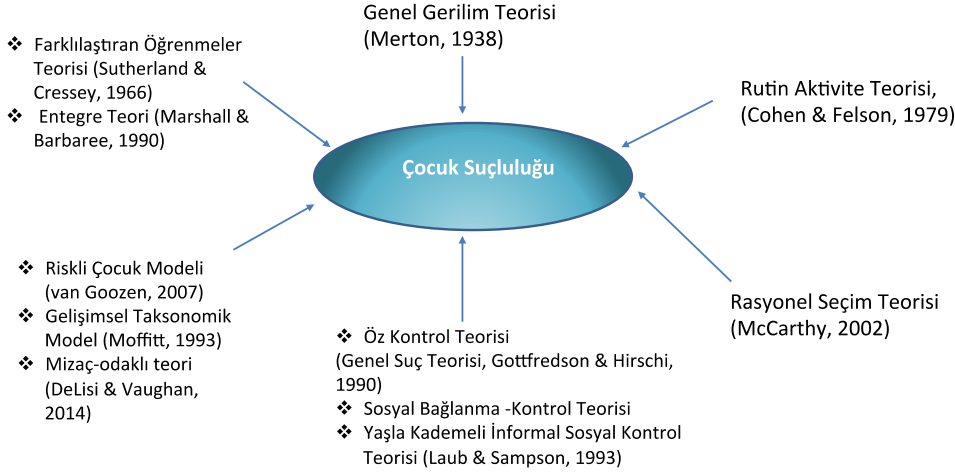 Genel Gerilim Teorisi
(Merton, 1938)
❖ Farklılaştıran Öğrenmeler
Teorisi (Sutherland &
Cressey, 1966)
❖ Entegre Teori (Marshall &
Barbaree, 1990)
Rutin Aktivite Teorisi,
(Cohen & Felson, 1979)
Çocuk Suçluluğu
❖ Riskli Çocuk Modeli
(van Goozen, 2007)
❖ Gelişimsel Taksonomik
Model (Moffitt, 1993)
❖ Mizaç-odaklı teori
(DeLisi & Vaughan,
2014)
❖ Öz Kontrol Teorisi
(Genel Suç Teorisi, Gottfredson & Hirschi,
1990)
❖ Sosyal Bağlanma -Kontrol Teorisi
❖ Yaşla Kademeli İnformal Sosyal Kontrol
Teorisi (Laub & Sampson, 1993)
Rasyonel Seçim Teorisi
(McCarthy, 2002)